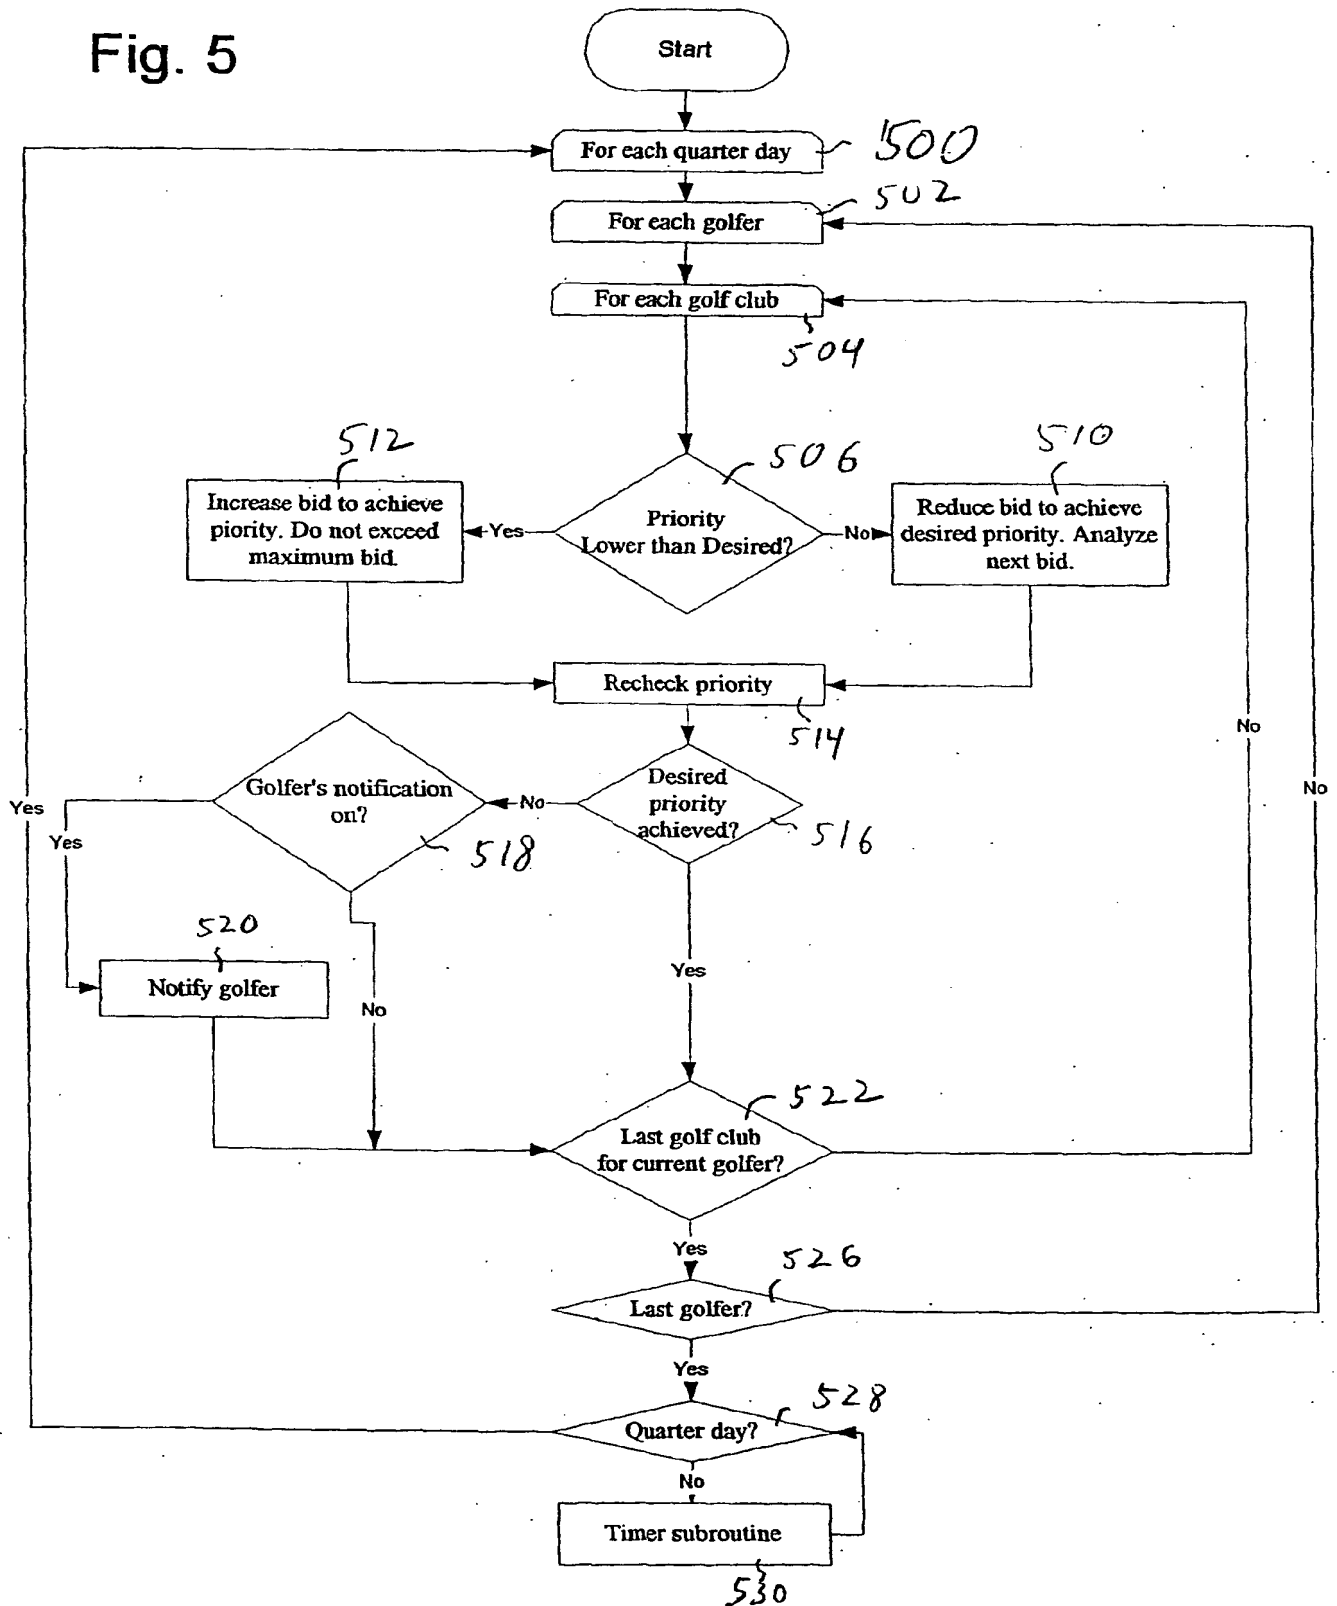 Fig. 5
Start
For each quarter day
500
For each golfer
502
For each golf club
504
512
Increase bid to achieve
piority. Do not exceed
maximum bid.
Yes
506
Priority
Lower than Desired?
No
510
Reduce bid to achieve
desired priority. Analyze
next bid.
Recheck priority
514
No
Golfer's notification
on?
518
No
Desired
priority
achieved?
516
No
Yes
Yes
520
Notify golfer
No
Yes
522
Last golf club
for current golfer?
Yes
526
Last golfer?
Yes
528
Quarter day?
No
Timer subroutine
530